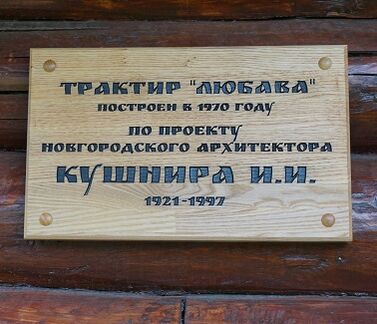 ТРАКТИР "ЛЮБАВА"
ПОСТРОЕН В 1970 ГОДУ
ПО ПРОЕКТУ
НОВГОРОДСКОГО АРХИТЕКТОРА
КУШНИРА И.И.
1921-1997